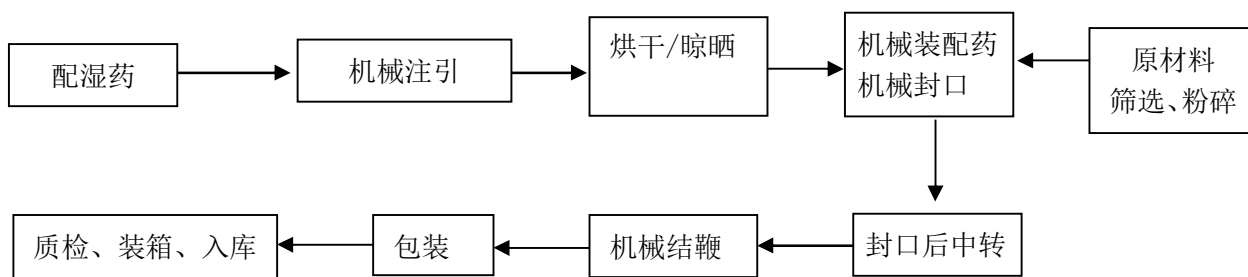 配湿药
机械注引
烘干/晾晒
机械装配药
机械封口
原材料
筛选、粉碎
质检、装箱、入库
包装
机械结鞭
封口后中转